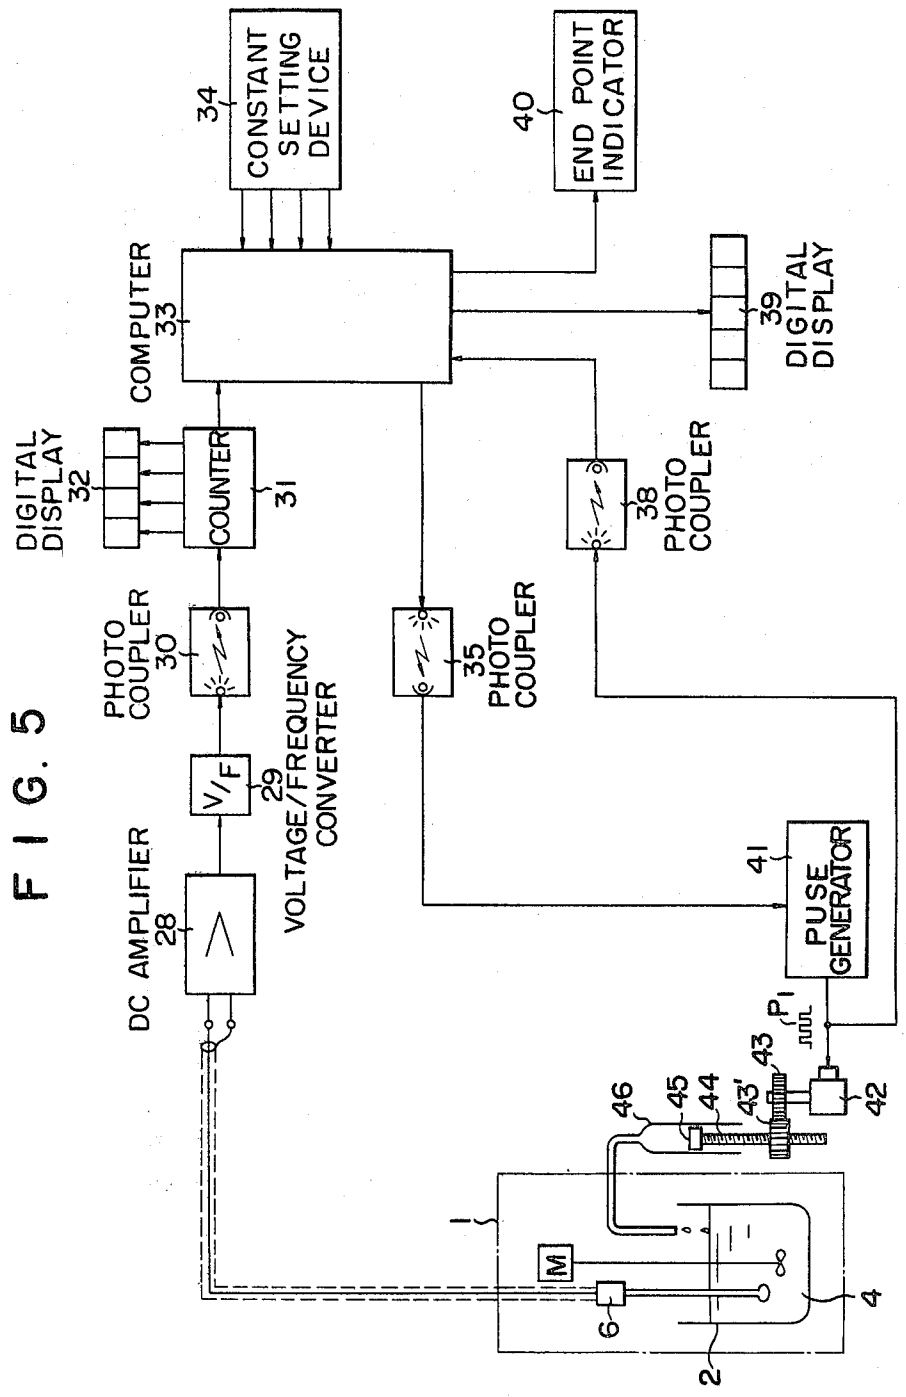 FIG. 5
DC AMPLIFIER
28
V/F
29
VOLTAGE/FREQUENCY
CONVERTER
PHOTO
COUPLER
30
DIGITAL
DISPLAY
32
COUNTER
31
COMPUTER
33
34
CONSTANT
SETTING
DEVICE
35
PHOTO
COUPLER
38
PHOTO
COUPLER
40
END POINT
INDICATOR
39
DIGITAL
DISPLAY
41
PUSE
GENERATOR
P1
1
M
6
2
4
46
45
44
43'
43
42